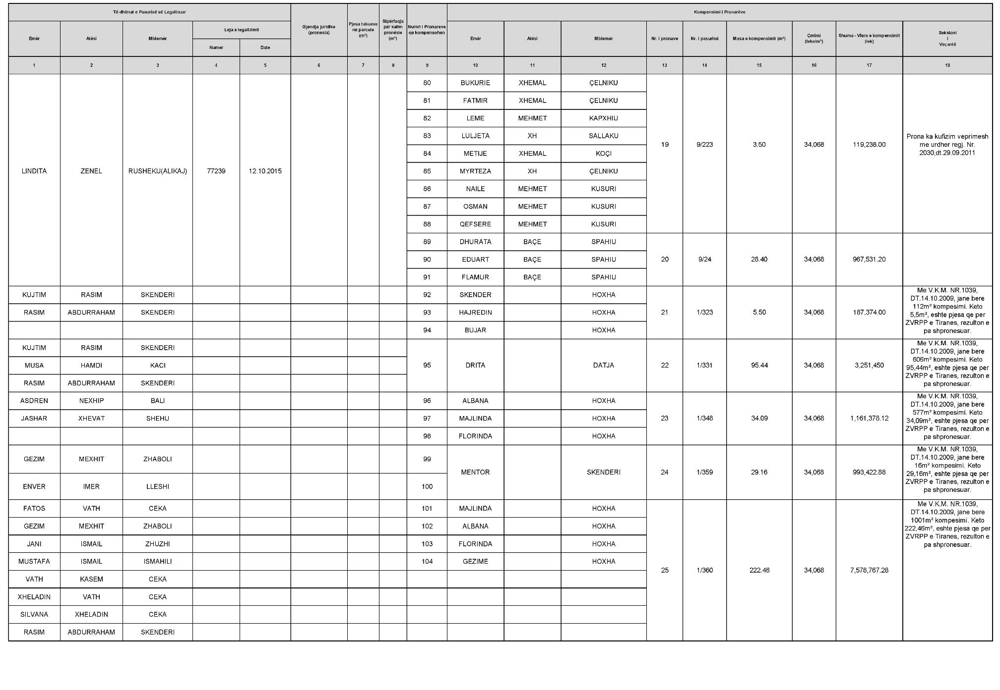 Të dhënat e Pasurisë së Legalizuar
Gjendja juridike
(pronesia)
Pjesa takuese
në parcelë
(m²)
Sipërfaqja
për kalim
pronësie
(m²)
Numri i Pronareve
qe kompensohen
Kompensimi i Pronarëve
Emër Atësi Mbiemër Leja e legalizimit
Numer Date
Emër Atësi Mbiemër Nr. i pronave Nr. i pasurisë Masa e kompensimit (m²)
Çmimi
(leke/m²)
Shuma - Vlera e kompensimit
(lek)
Seksioni
i
Veçantë
1 2 3 4 5 6 7 8 9 10 11 12 13 14 15 16 17 18
LINDITA ZENEL RUSHEKU(ALIKAJ) 77239 12.10.2015
80 BUKURIE XHEMAL ÇELNIKU
81 FATMIR XHEMAL ÇELNIKU
82 LEME MEHMET KAPXHIU
83 LULJETA XH SALLAKU
84 METIJE XHEMAL KOÇI
85 MYRTEZA XH ÇELNIKU
86 NAILE MEHMET KUSURI
87 OSMAN MEHMET KUSURI
88 QEFSERE MEHMET KUSURI
19 9/223 3.50 34,068 119,238.00
Prona ka kufizim veprimesh
me urdher regj. Nr.
2030,dt.29.09.2011
89 DHURATA BAÇE SPAHIU
90 EDUART BAÇE SPAHIU
91 FLAMUR BAÇE SPAHIU
20 9/24 28.40 34,068 967,531.20
KUJTIM RASIM SKENDERI 92 SKENDER HOXHA
RASIM ABDURRAHAM SKENDERI 93 HAJREDIN HOXHA
94 BUJAR HOXHA
21 1/323 5.50 34,068 187,374.00
Me V.K.M. NR.1039,
DT.14.10.2009, jane bere
112m² kompesimi. Keto
5,5m², eshte pjesa qe per
ZVRPP e Tiranes, rezulton e
pa shpronesuar.
KUJTIM RASIM SKENDERI
MUSA HAMDI KACI
RASIM ABDURRAHAM SKENDERI
95 DRITA DATJA 22 1/331 95.44 34,068 3,251,450
Me V.K.M. NR.1039,
DT.14.10.2009, jane bere
606m² kompesimi. Keto
95,44m², eshte pjesa qe per
ZVRPP e Tiranes, rezulton e
pa shpronesuar.
ASDREN NEXHIP BALI 96 ALBANA HOXHA
JASHAR XHEVAT SHEHU 97 MAJLINDA HOXHA
98 FLORINDA HOXHA
23 1/348 34.09 34,068 1,161,378.12
Me V.K.M. NR.1039,
DT.14.10.2009, jane bere
577m² kompesimi. Keto
34,09m², eshte pjesa qe per
ZVRPP e Tiranes, rezulton e
pa shpronesuar.
GEZIM MEXHIT ZHABOLI 99
ENVER IMER LLESHI 100
MENTOR SKENDERI 24 1/359 29.16 34,068 993,422.88
Me V.K.M. NR.1039,
DT.14.10.2009, jane bere
16m² kompesimi. Keto
29,16m², eshte pjesa qe per
ZVRPP e Tiranes, rezulton e
pa shpronesuar.
FATOS VATH CEKA 101 MAJLINDA HOXHA
GEZIM MEXHIT ZHABOLI 102 ALBANA HOXHA
JANI ISMAIL ZHUZHI 103 FLORINDA HOXHA
MUSTAFA ISMAIL ISMAHILI 104 GEZIME HOXHA
VATH KASEM CEKA
XHELADIN VATH CEKA
SILVANA XHELADIN CEKA
RASIM ABDURRAHAM SKENDERI
25 1/360 222.46 34,068 7,578,767.28
Me V.K.M. NR.1039,
DT.14.10.2009, jane bere
1001m² kompesimi. Keto
222,46m², eshte pjesa qe per
ZVRPP e Tiranes, rezulton e
pa shpronesuar.